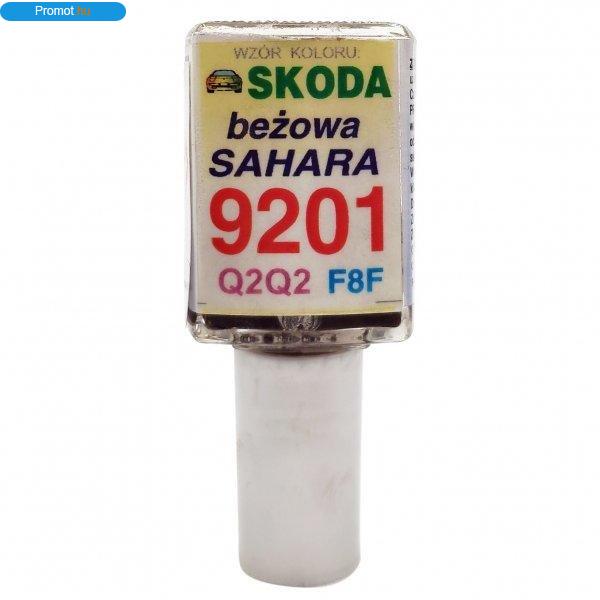 Promot.hu
WZÓR KOLORU:
SKODA
beżowa
SAHARA
9201
Q2Q2 F8F